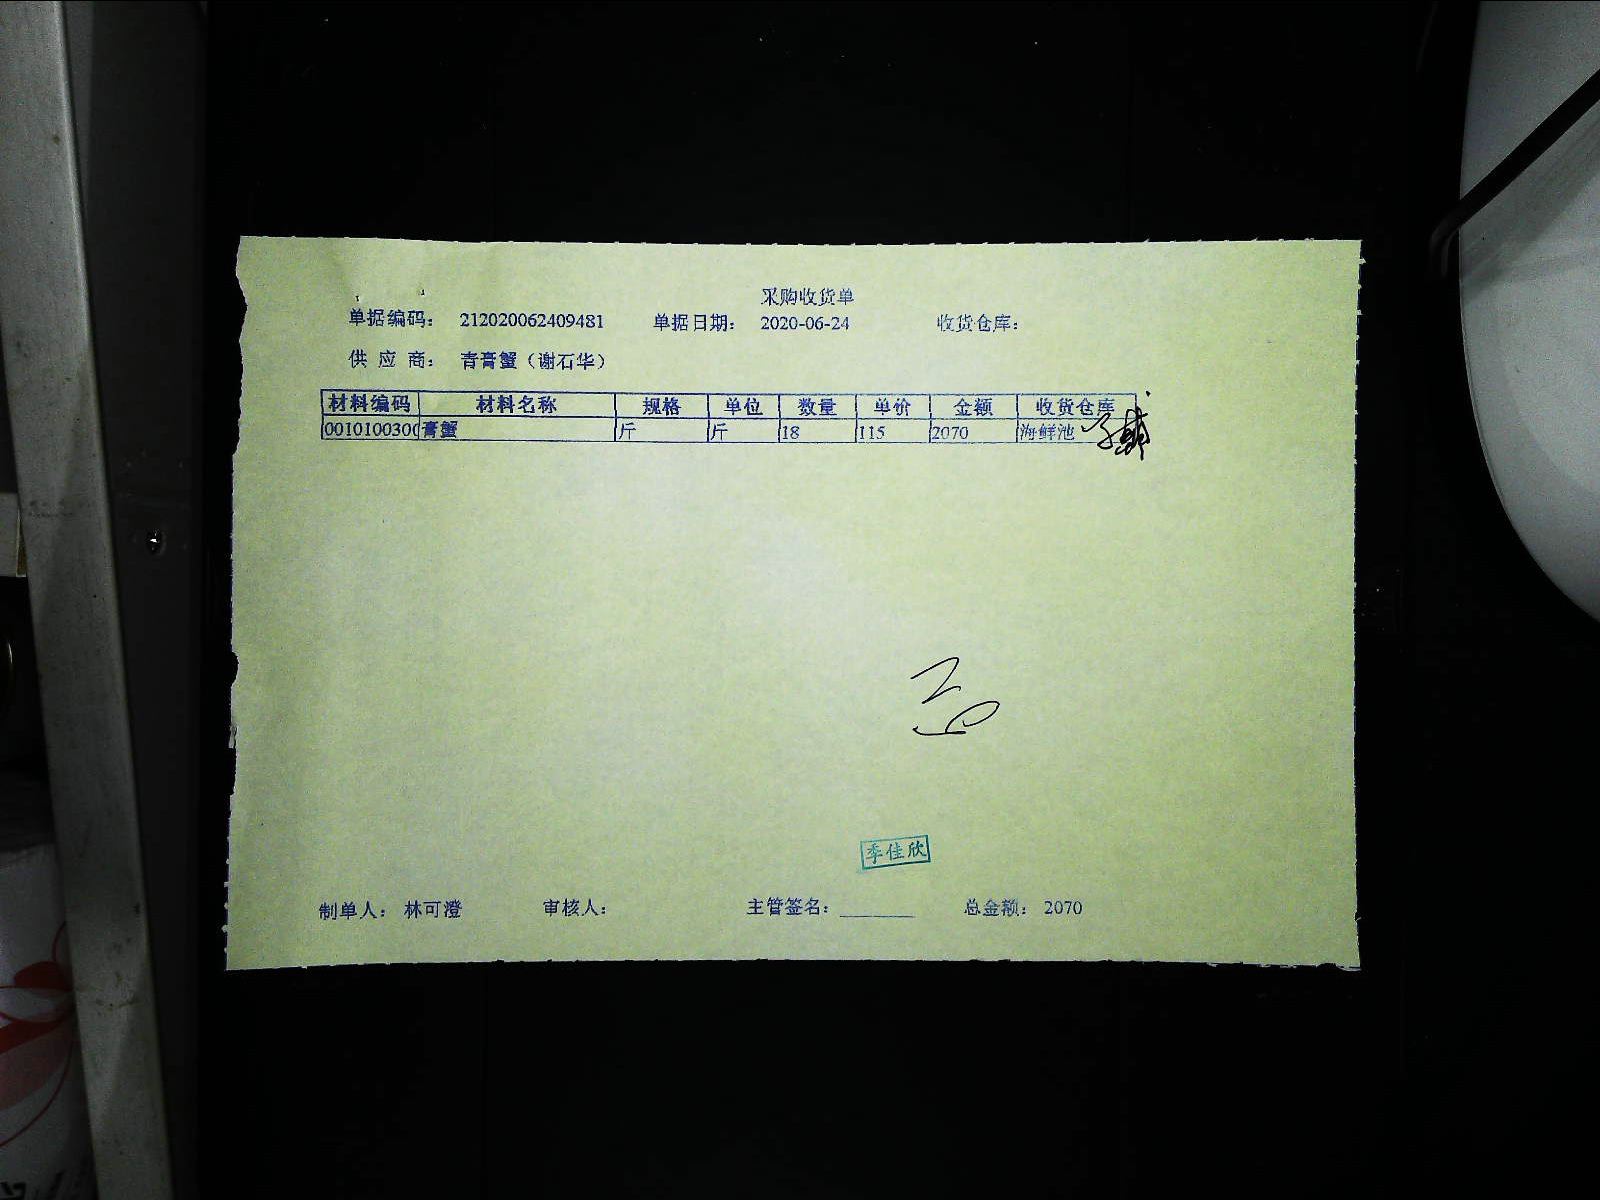 采购收货单
单据编码： 212020062409481 单据日期： 2020-06-24 收货仓库：
供 应 商： 青膏蟹（谢石华）
材料编码 材料名称 规格 单位 数量 单价 金额 收货仓库
0010100300 膏蟹 斤 斤 18 115 2070 海鲜池
季佳欣
制单人： 林可澄 审核人： 主管签名：________ 总金额： 2070